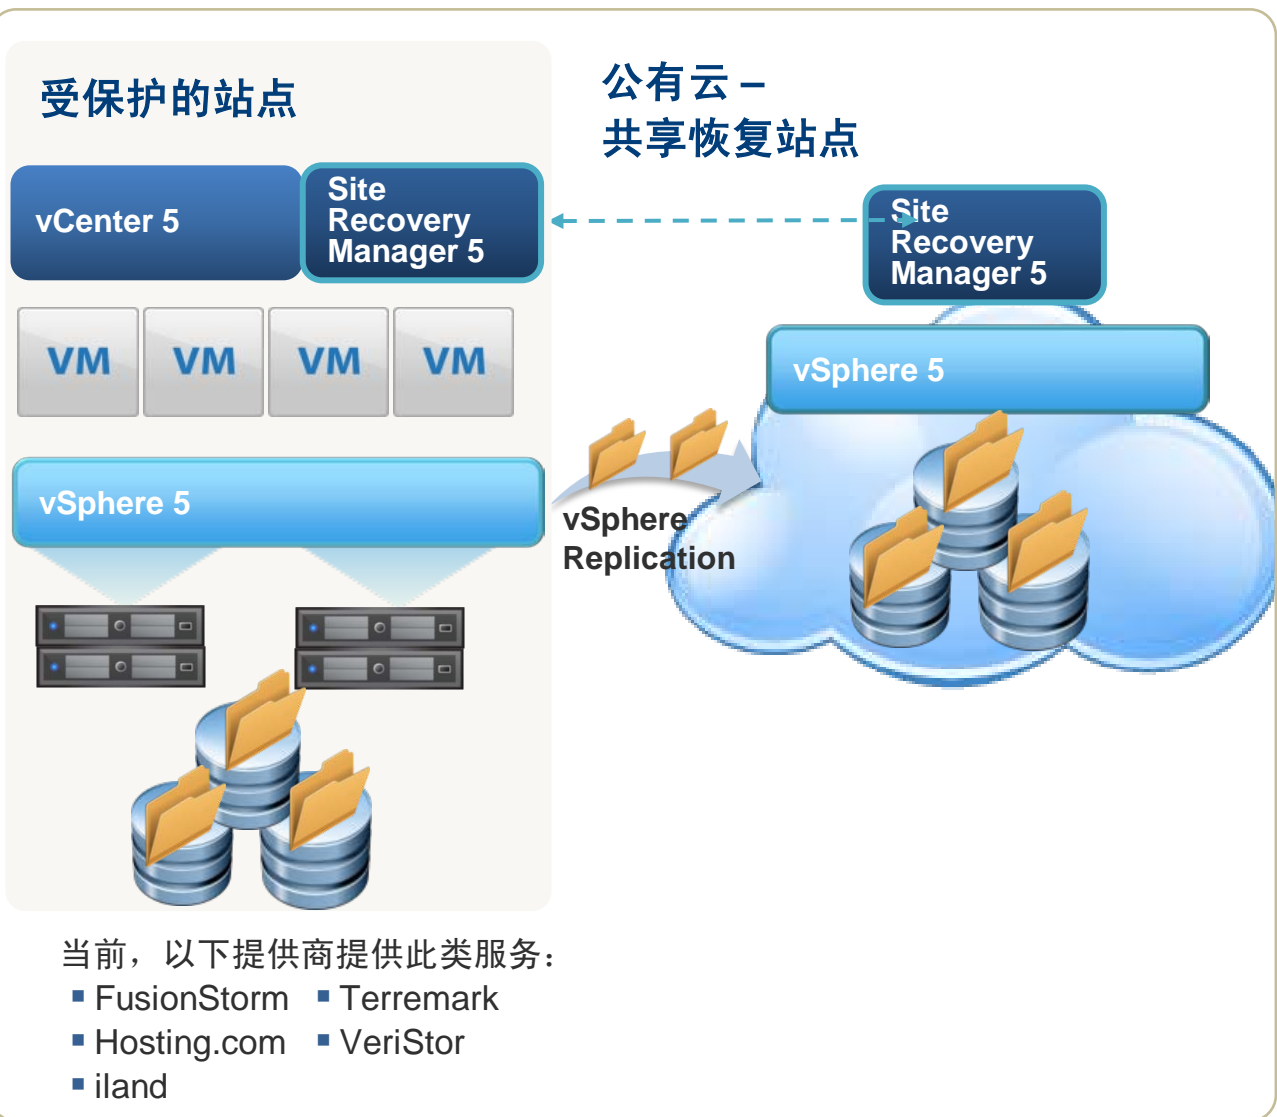 受保护的站点
公有云 –
共享恢复站点
vCenter 5
Site
Recovery
Manager 5
Site
Recovery
Manager 5
VM
VM
VM
VM
vSphere 5
vSphere 5
vSphere
Replication
当前，以下提供商提供此类服务：
▪ FusionStorm
▪ Terremark
▪ Hosting.com
▪ VeriStor
▪ iland